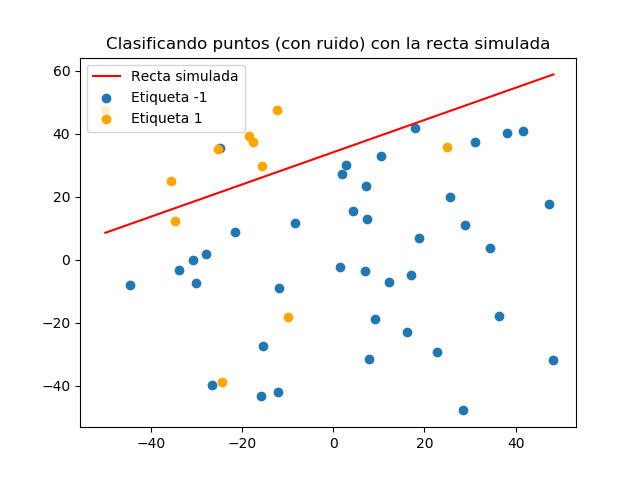 Clasificando puntos (con ruido) con la recta simulada
Recta simulada
Etiqueta -1
Etiqueta 1
60
40
20
0
−20
−40
−40 −20 0 20 40